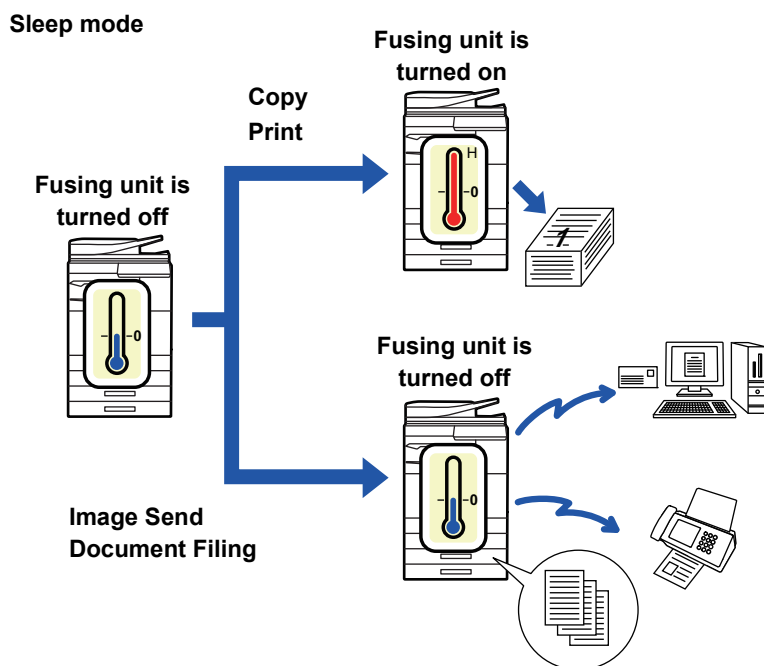 Sleep mode
Fusing unit is
turned on
Copy
Print
H
0
1
Fusing unit is
turned off
0
Fusing unit is
turned off
0
Image Send
Document Filing